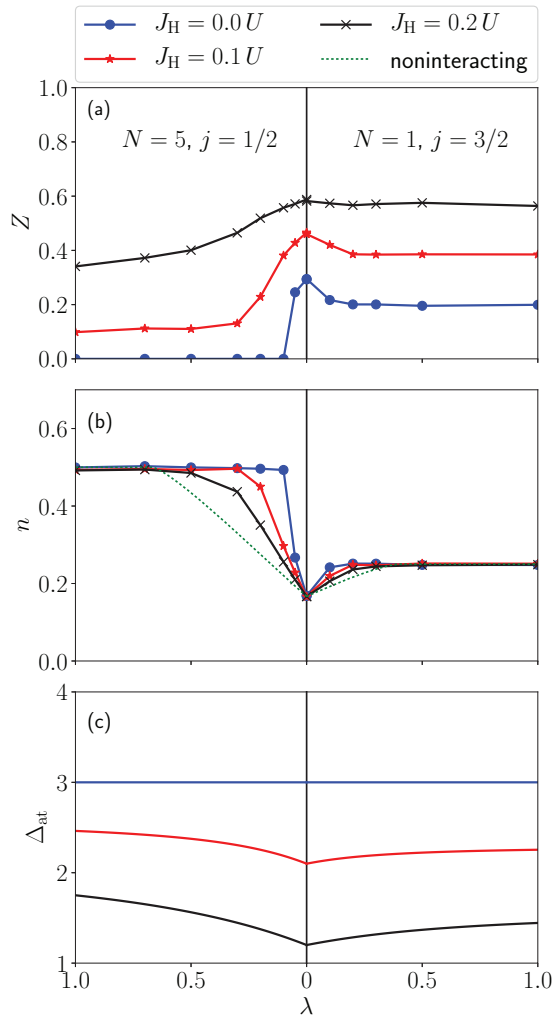 J_H = 0.0 U
J_H = 0.2 U
J_H = 0.1 U
noninteracting
1.0
(a)
N = 5, j = 1/2
N = 1, j = 3/2
0.8
0.6
Z
0.4
0.2
0.0
(b)
0.6
0.4
n
0.2
0.0
4
(c)
3
Δ_at
2
1
1.0
0.5
0
0.5
1.0
λ